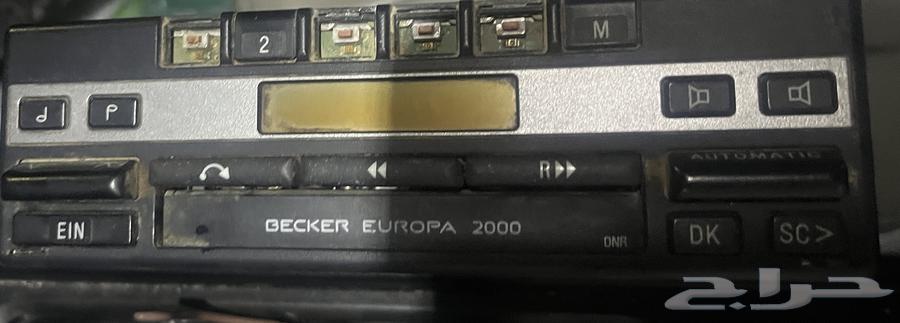 2 M
d P
AUTOMATIC
R
EIN BECKER EUROPA 2000 DNR DK SC>
حراج